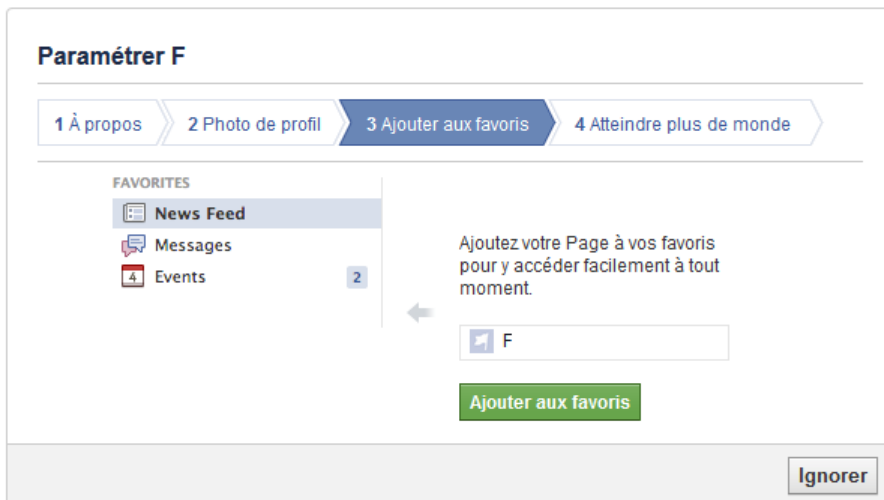 Paramétrer F
1 À propos
2 Photo de profil
3 Ajouter aux favoris
4 Atteindre plus de monde
FAVORITES
News Feed
Messages
4 Events 2
Ajoutez votre Page à vos favoris
pour y accéder facilement à tout
moment.
F
Ajouter aux favoris
Ignorer